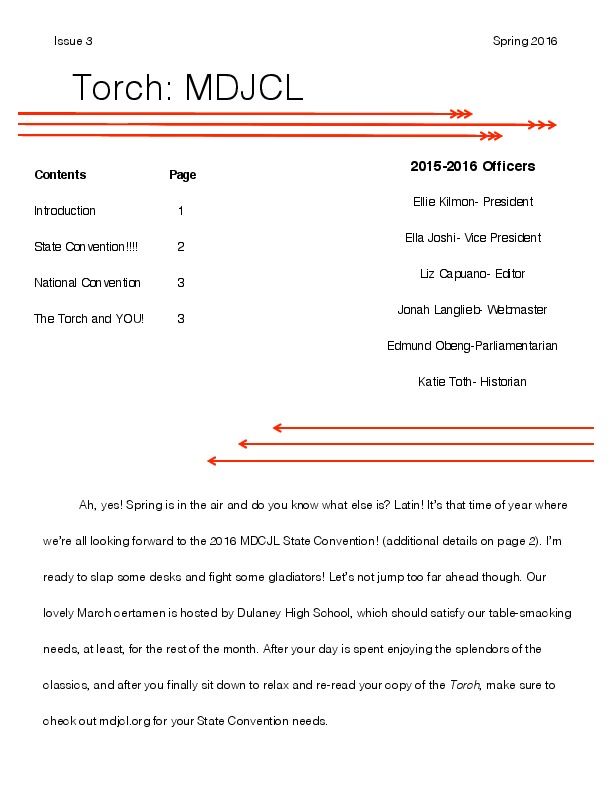 Issue 3 Spring 2016
Torch: MDJCL
Contents Page
Introduction 1
State Convention!!!! 2
National Convention 3
The Torch and YOU! 3
2015-2016 Officers
Ellie Kilmon- President
Ella Joshi- Vice President
Liz Capuano- Editor
Jonah Langlieb- Webmaster
Edmund Obeng-Parliamentarian
Katie Toth- Historian
Ah, yes! Spring is in the air and do you know what else is? Latin! It's that time of year where
we're all looking forward to the 2016 MDCJL State Convention! (additional details on page 2). I'm
ready to slap some desks and fight some gladiators! Let's not jump too far ahead though. Our
lovely March certamen is hosted by Dulaney High School, which should satisfy our table-smacking
needs, at least, for the rest of the month. After your day is spent enjoying the splendors of the
classics, and after you finally sit down to relax and re-read your copy of the Torch, make sure to
check out mdjcl.org for your State Convention needs.